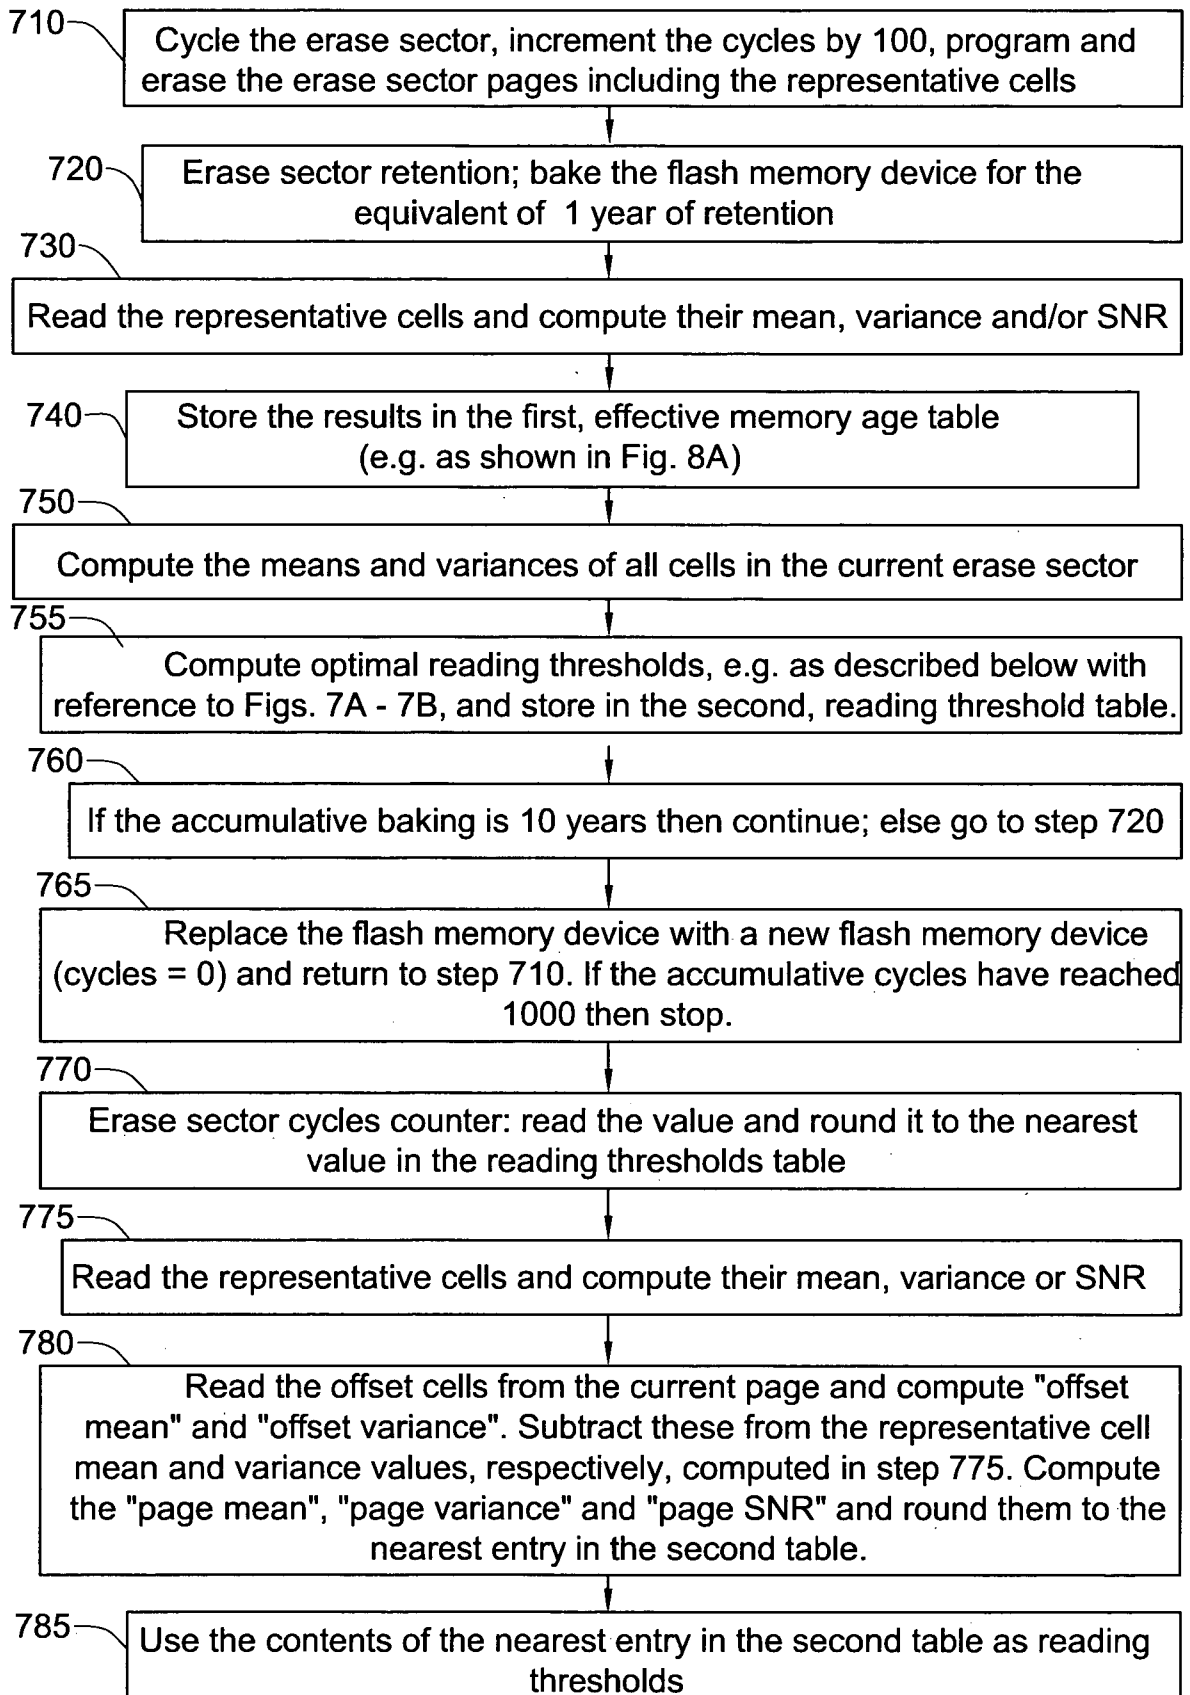 710
Cycle the erase sector, increment the cycles by 100, program and
erase the erase sector pages including the representative cells
720
Erase sector retention; bake the flash memory device for the
equivalent of 1 year of retention
730
Read the representative cells and compute their mean, variance and/or SNR
740
Store the results in the first, effective memory age table
(e.g. as shown in Fig. 8A)
750
Compute the means and variances of all cells in the current erase sector
755
Compute optimal reading thresholds, e.g. as described below with
reference to Figs. 7A - 7B, and store in the second, reading threshold table.
760
If the accumulative baking is 10 years then continue; else go to step 720
765
Replace the flash memory device with a new flash memory device
(cycles = 0) and return to step 710. If the accumulative cycles have reached
1000 then stop.
770
Erase sector cycles counter: read the value and round it to the nearest
value in the reading thresholds table
775
Read the representative cells and compute their mean, variance or SNR
780
Read the offset cells from the current page and compute "offset
mean" and "offset variance". Subtract these from the representative cell
mean and variance values, respectively, computed in step 775. Compute
the "page mean", "page variance" and "page SNR" and round them to the
nearest entry in the second table.
785
Use the contents of the nearest entry in the second table as reading
thresholds